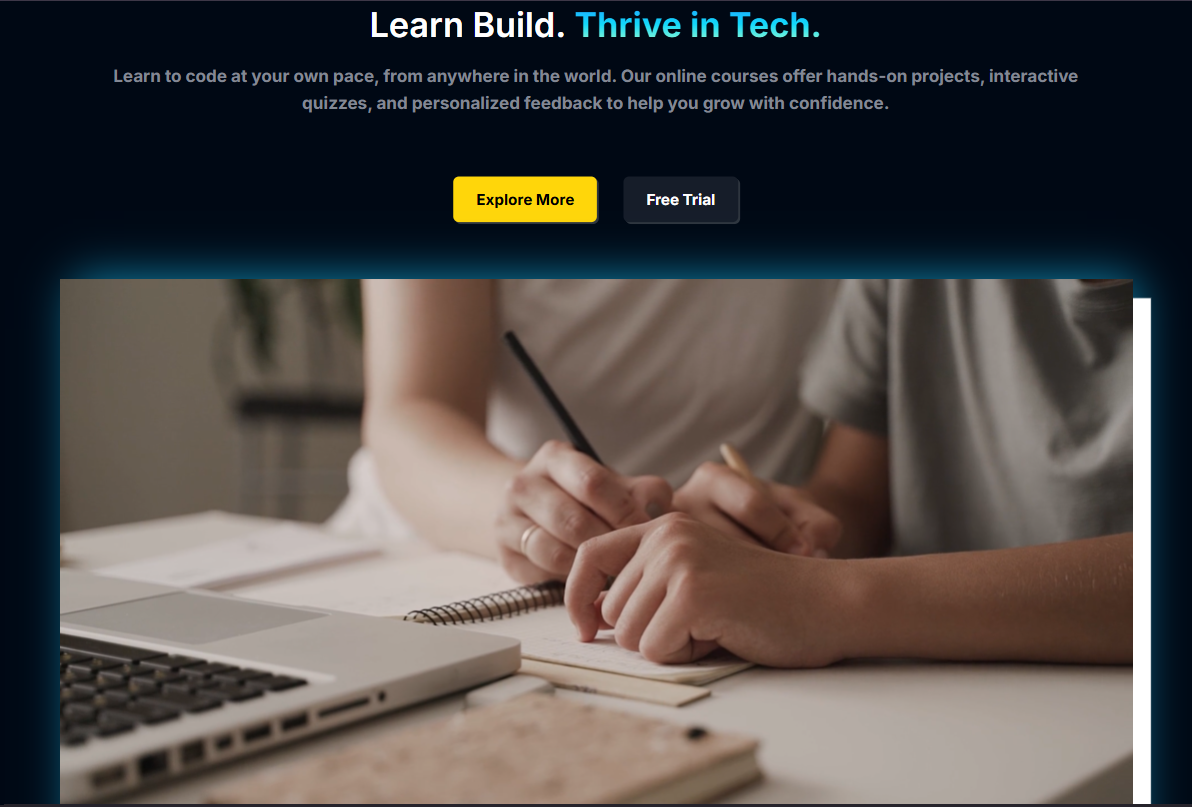 Learn Build. Thrive in Tech.
Learn to code at your own pace, from anywhere in the world. Our online courses offer hands-on projects, interactive
quizzes, and personalized feedback to help you grow with confidence.
Explore More
Free Trial